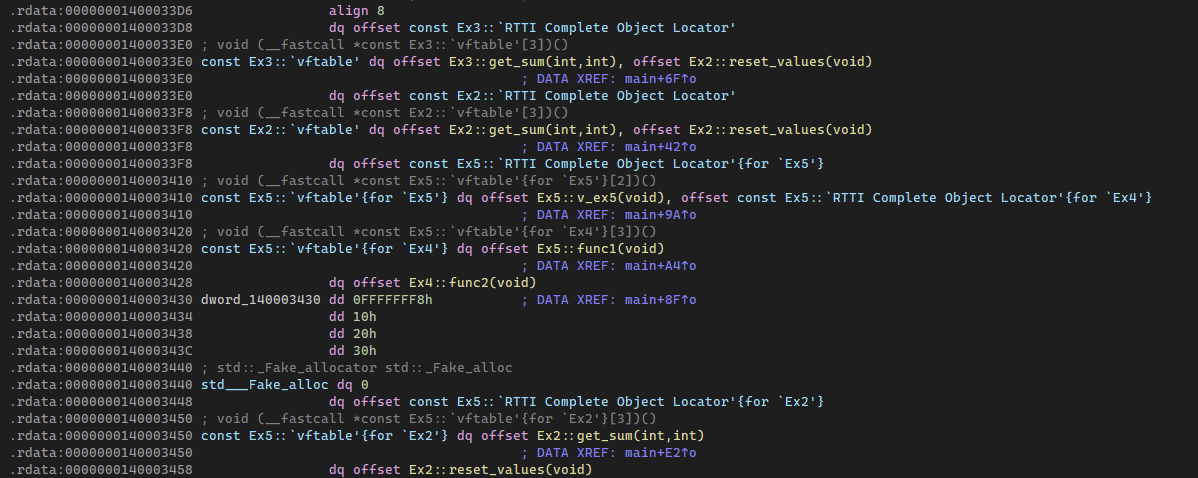 .rdata:00000001400033D6 align 8
.rdata:00000001400033D8 dq offset const Ex3::`RTTI Complete Object Locator'
.rdata:00000001400033E0 ; void (__fastcall *const Ex3::`vftable'[3])()
.rdata:00000001400033E0 const Ex3::`vftable' dq offset Ex3::get_sum(int,int), offset Ex2::reset_values(void)
.rdata:00000001400033E0 ; DATA XREF: main+6F↑o
.rdata:00000001400033E0 dq offset const Ex2::`RTTI Complete Object Locator'
.rdata:00000001400033F8 ; void (__fastcall *const Ex2::`vftable'[3])()
.rdata:00000001400033F8 const Ex2::`vftable' dq offset Ex2::get_sum(int,int), offset Ex2::reset_values(void)
.rdata:00000001400033F8 ; DATA XREF: main+42↑o
.rdata:00000001400033F8 dq offset const Ex5::`RTTI Complete Object Locator'{for `Ex5'}
.rdata:0000000140003410 ; void (__fastcall *const Ex5::`vftable'{for `Ex5'}[2])()
.rdata:0000000140003410 const Ex5::`vftable'{for `Ex5'} dq offset Ex5::v_ex5(void), offset const Ex5::`RTTI Complete Object Locator'{for `Ex4'}
.rdata:0000000140003410 ; DATA XREF: main+9A↑o
.rdata:0000000140003420 ; void (__fastcall *const Ex5::`vftable'{for `Ex4'}[3])()
.rdata:0000000140003420 const Ex5::`vftable'{for `Ex4'} dq offset Ex5::func1(void)
.rdata:0000000140003420 ; DATA XREF: main+A4↑o
.rdata:0000000140003428 dq offset Ex4::func2(void)
.rdata:0000000140003430 dword_140003430 dd 0FFFFFFF8h ; DATA XREF: main+8F↑o
.rdata:0000000140003434 dd 10h
.rdata:0000000140003438 dd 20h
.rdata:000000014000343C dd 30h
.rdata:0000000140003440 ; std::_Fake_allocator std::_Fake_alloc
.rdata:0000000140003440 std___Fake_alloc dq 0
.rdata:0000000140003448 dq offset const Ex5::`RTTI Complete Object Locator'{for `Ex2'}
.rdata:0000000140003450 ; void (__fastcall *const Ex5::`vftable'{for `Ex2'}[3])()
.rdata:0000000140003450 const Ex5::`vftable'{for `Ex2'} dq offset Ex2::get_sum(int,int)
.rdata:0000000140003450 ; DATA XREF: main+E2↑o
.rdata:0000000140003458 dq offset Ex2::reset_values(void)